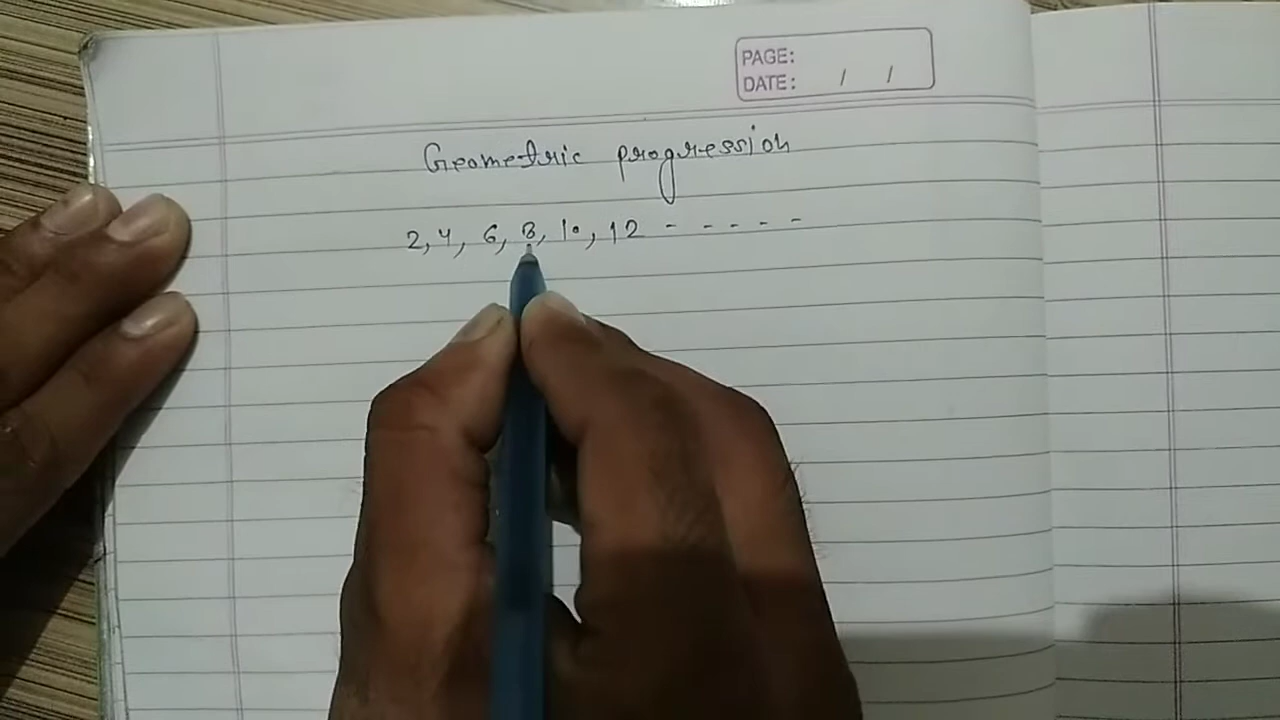 PAGE:
DATE: / /
Geometric progression
2, 4, 6, 8, 10, 12 - - - - -